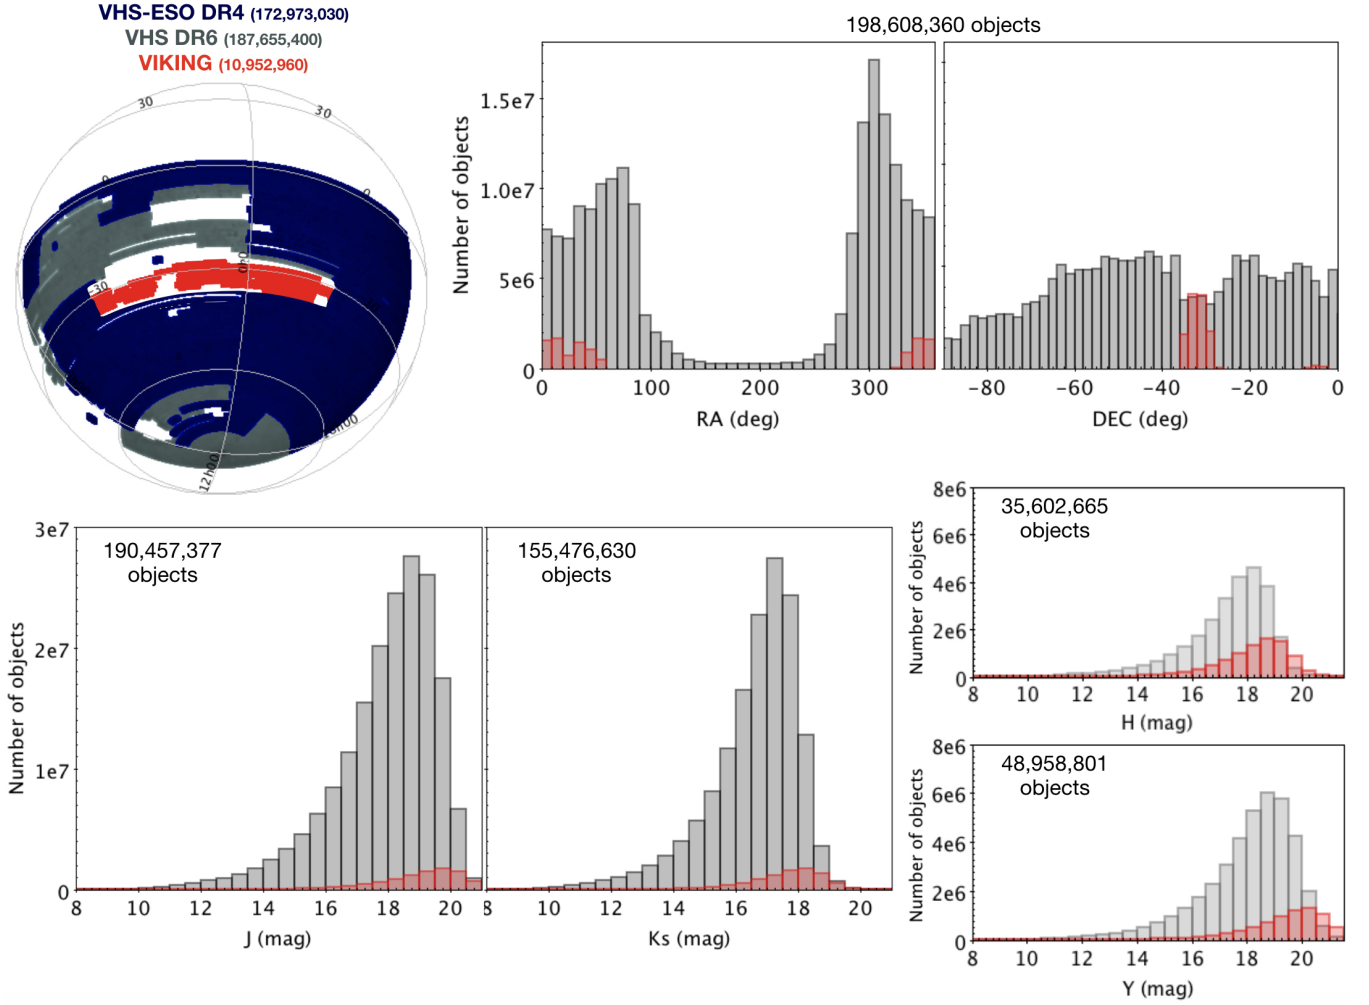 VHS-ESO DR4 (172,973,030)
VHS DR6 (187,655,400)
VIKING (10,952,960)
30
30
0
0
-30
0h0
12h00
198,608,360 objects
Number of objects
1.5e7
1.0e7
5e6
0
0 100 200 300
RA (deg)
-80 -60 -40 -20 0
DEC (deg)
190,457,377
objects
Number of objects
3e7
2e7
1e7
0
8 10 12 14 16 18 20
J (mag)
155,476,630
objects
8 10 12 14 16 18 20
Ks (mag)
35,602,665
objects
Number of objects
8e6
6e6
4e6
2e6
0
8 10 12 14 16 18 20
H (mag)
48,958,801
objects
Number of objects
8e6
6e6
4e6
2e6
0
8 10 12 14 16 18 20
Y (mag)